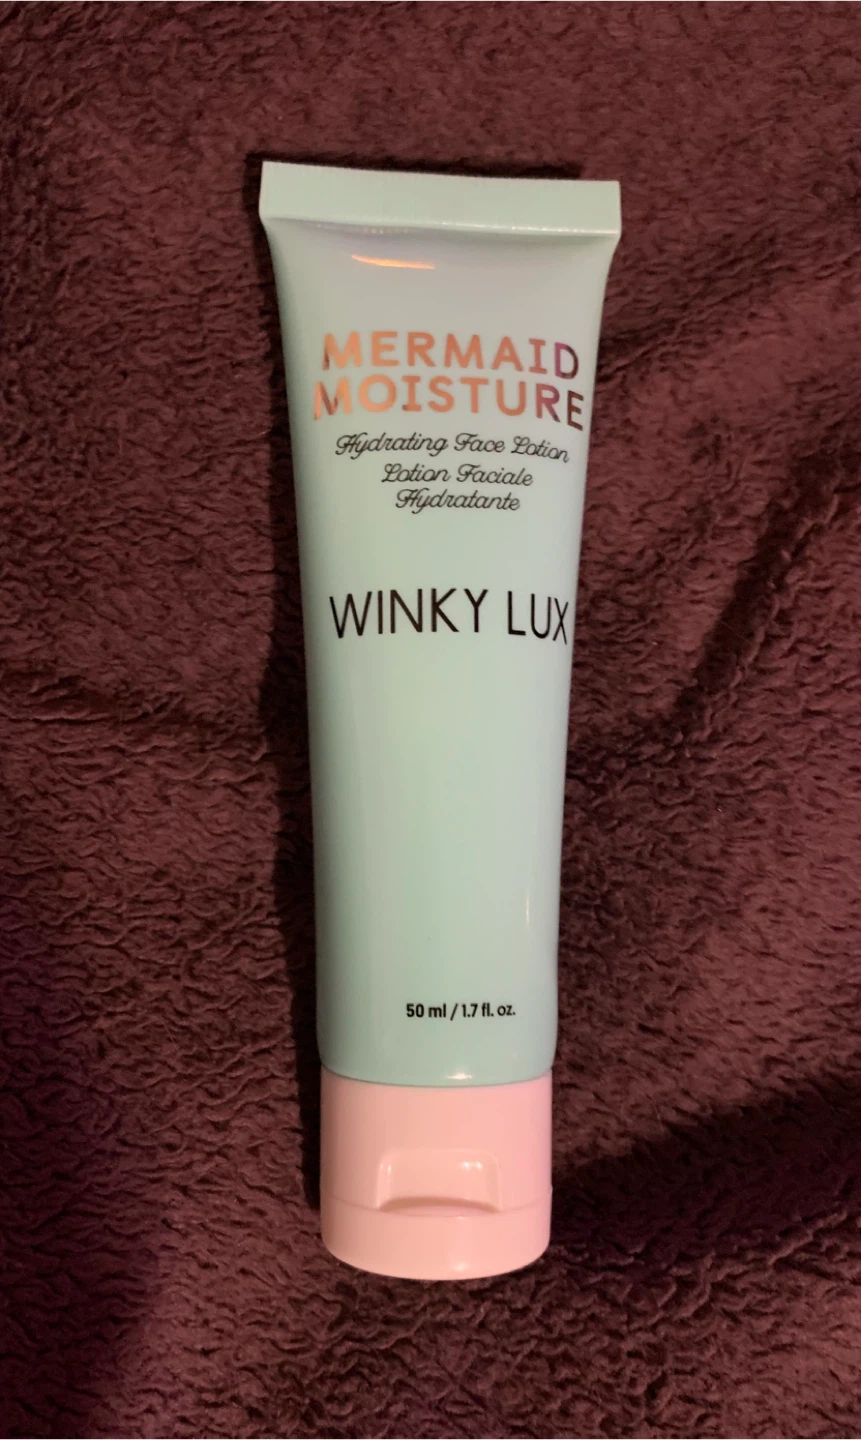 MERMAID
MOISTURE
Hydrating Face Lotion
Lotion Faciale
Hydratante
WINKY LUX
50 ml / 1.7 fl. oz.